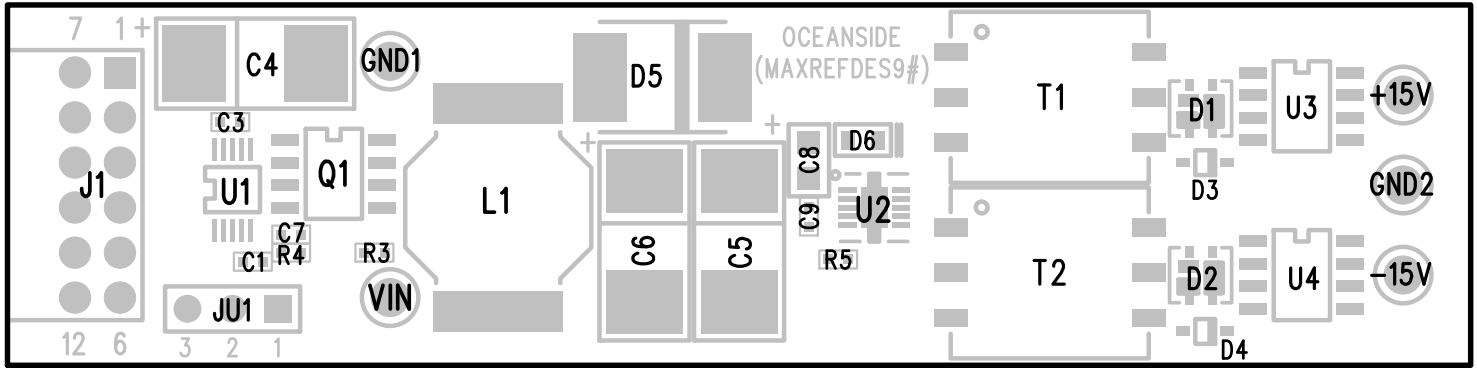 7 1 +
C4
GND1
D5
OCEANSIDE
(MAXREFDES9#)
T1
D1
U3
+15V
C3
+
+
C8
D6
J1
U1
Q1
L1
D3
GND2
C9
U2
C7
R4
C1
R3
C6
C5
R5
T2
D2
U4
-15V
JU1
VIN
12 6
3 2 1
D4